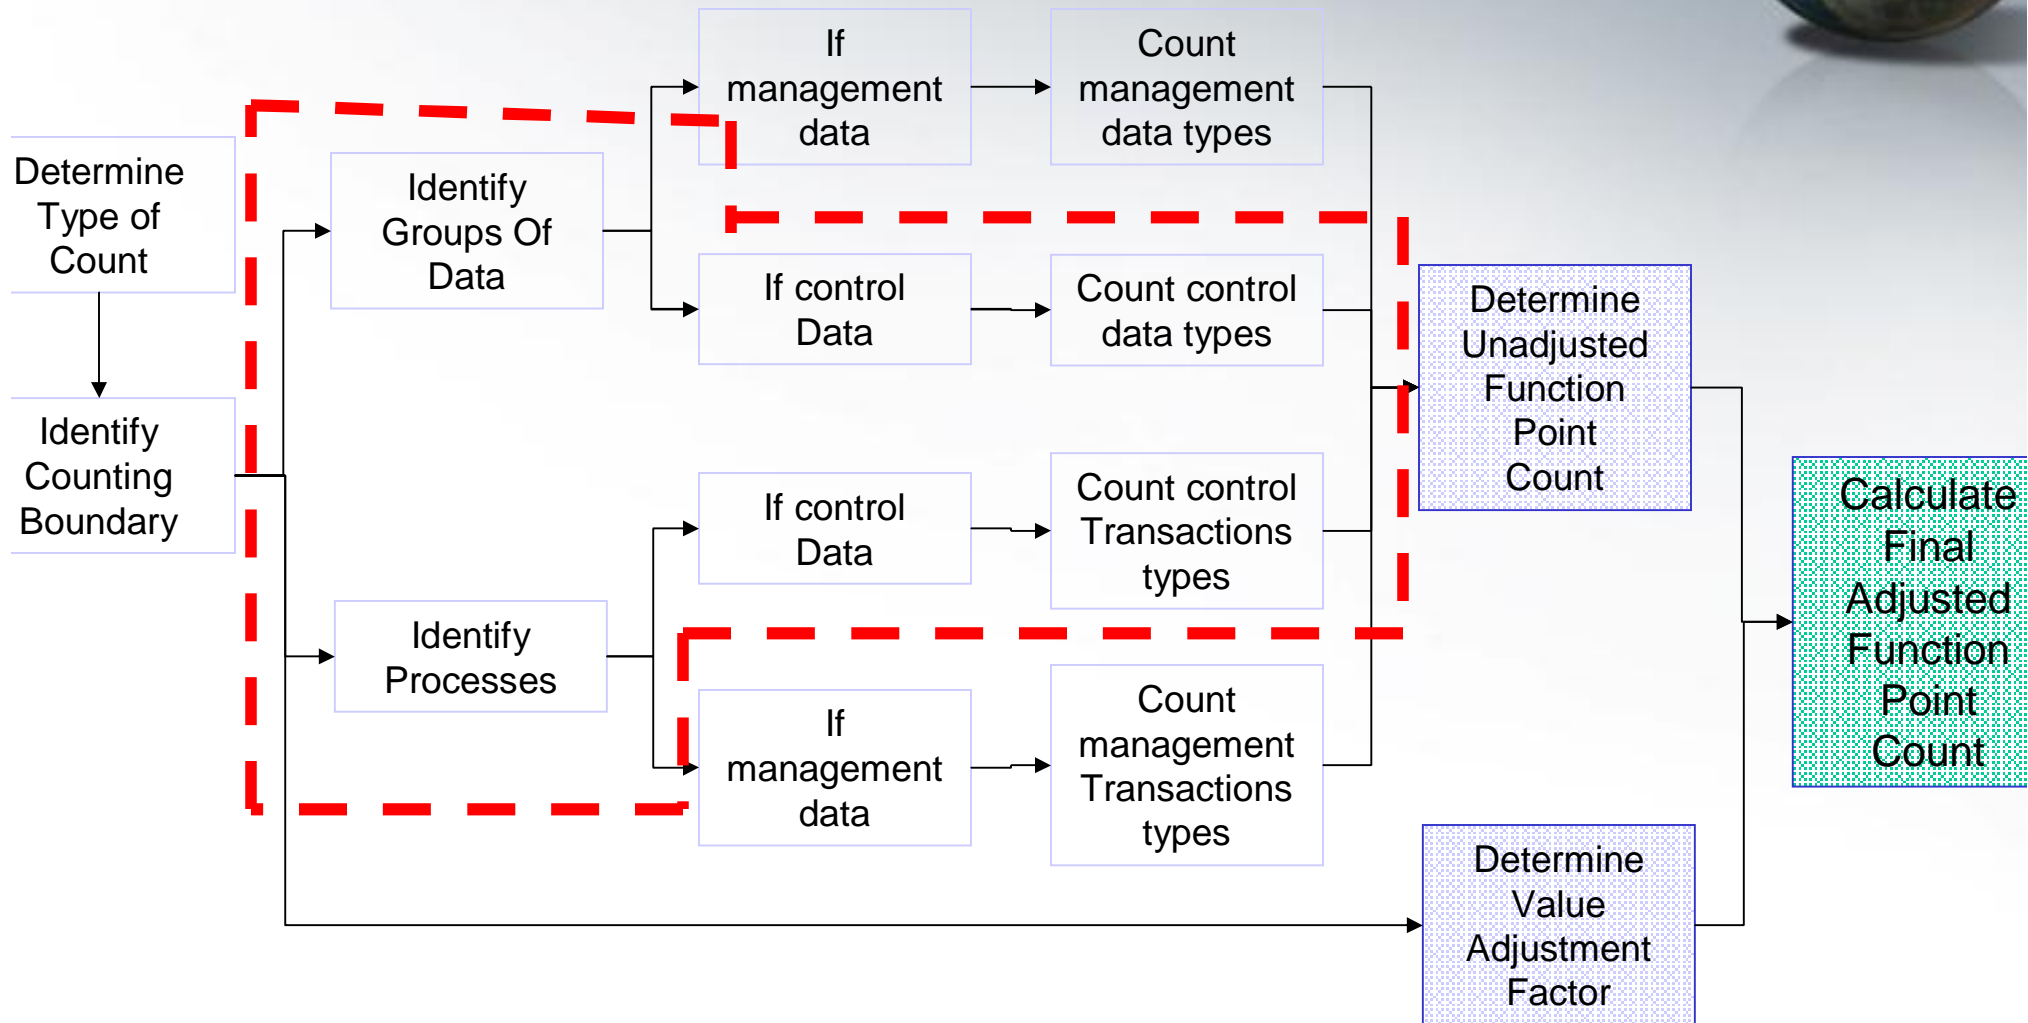 Determine
Type of
Count
Identify
Counting
Boundary
Identify
Groups Of
Data
Identify
Processes
If
management
data
Count
management
data types
If control
Data
Count control
data types
If control
Data
Count control
Transactions
types
If
management
data
Count
management
Transactions
types
Determine
Unadjusted
Function
Point
Count
Determine
Value
Adjustment
Factor
Calculate
Final
Adjusted
Function
Point
Count